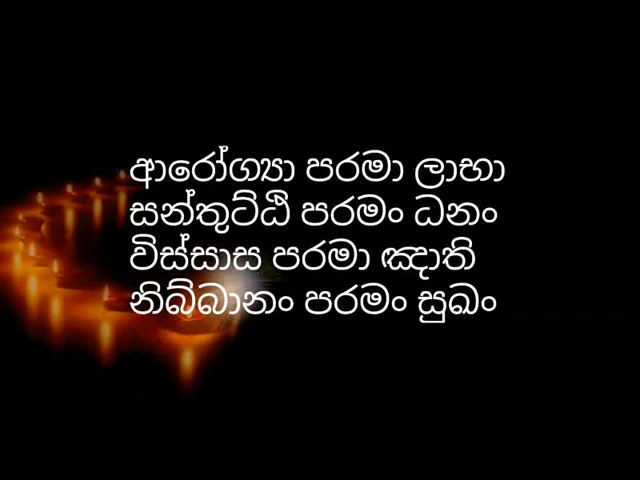 ආරෝග්‍යා පරමා ලාභා
සන්තුට්ඨි පරමං ධනං
විස්සාස පරමා ඤාති
නිබ්බානං පරමං සුඛං